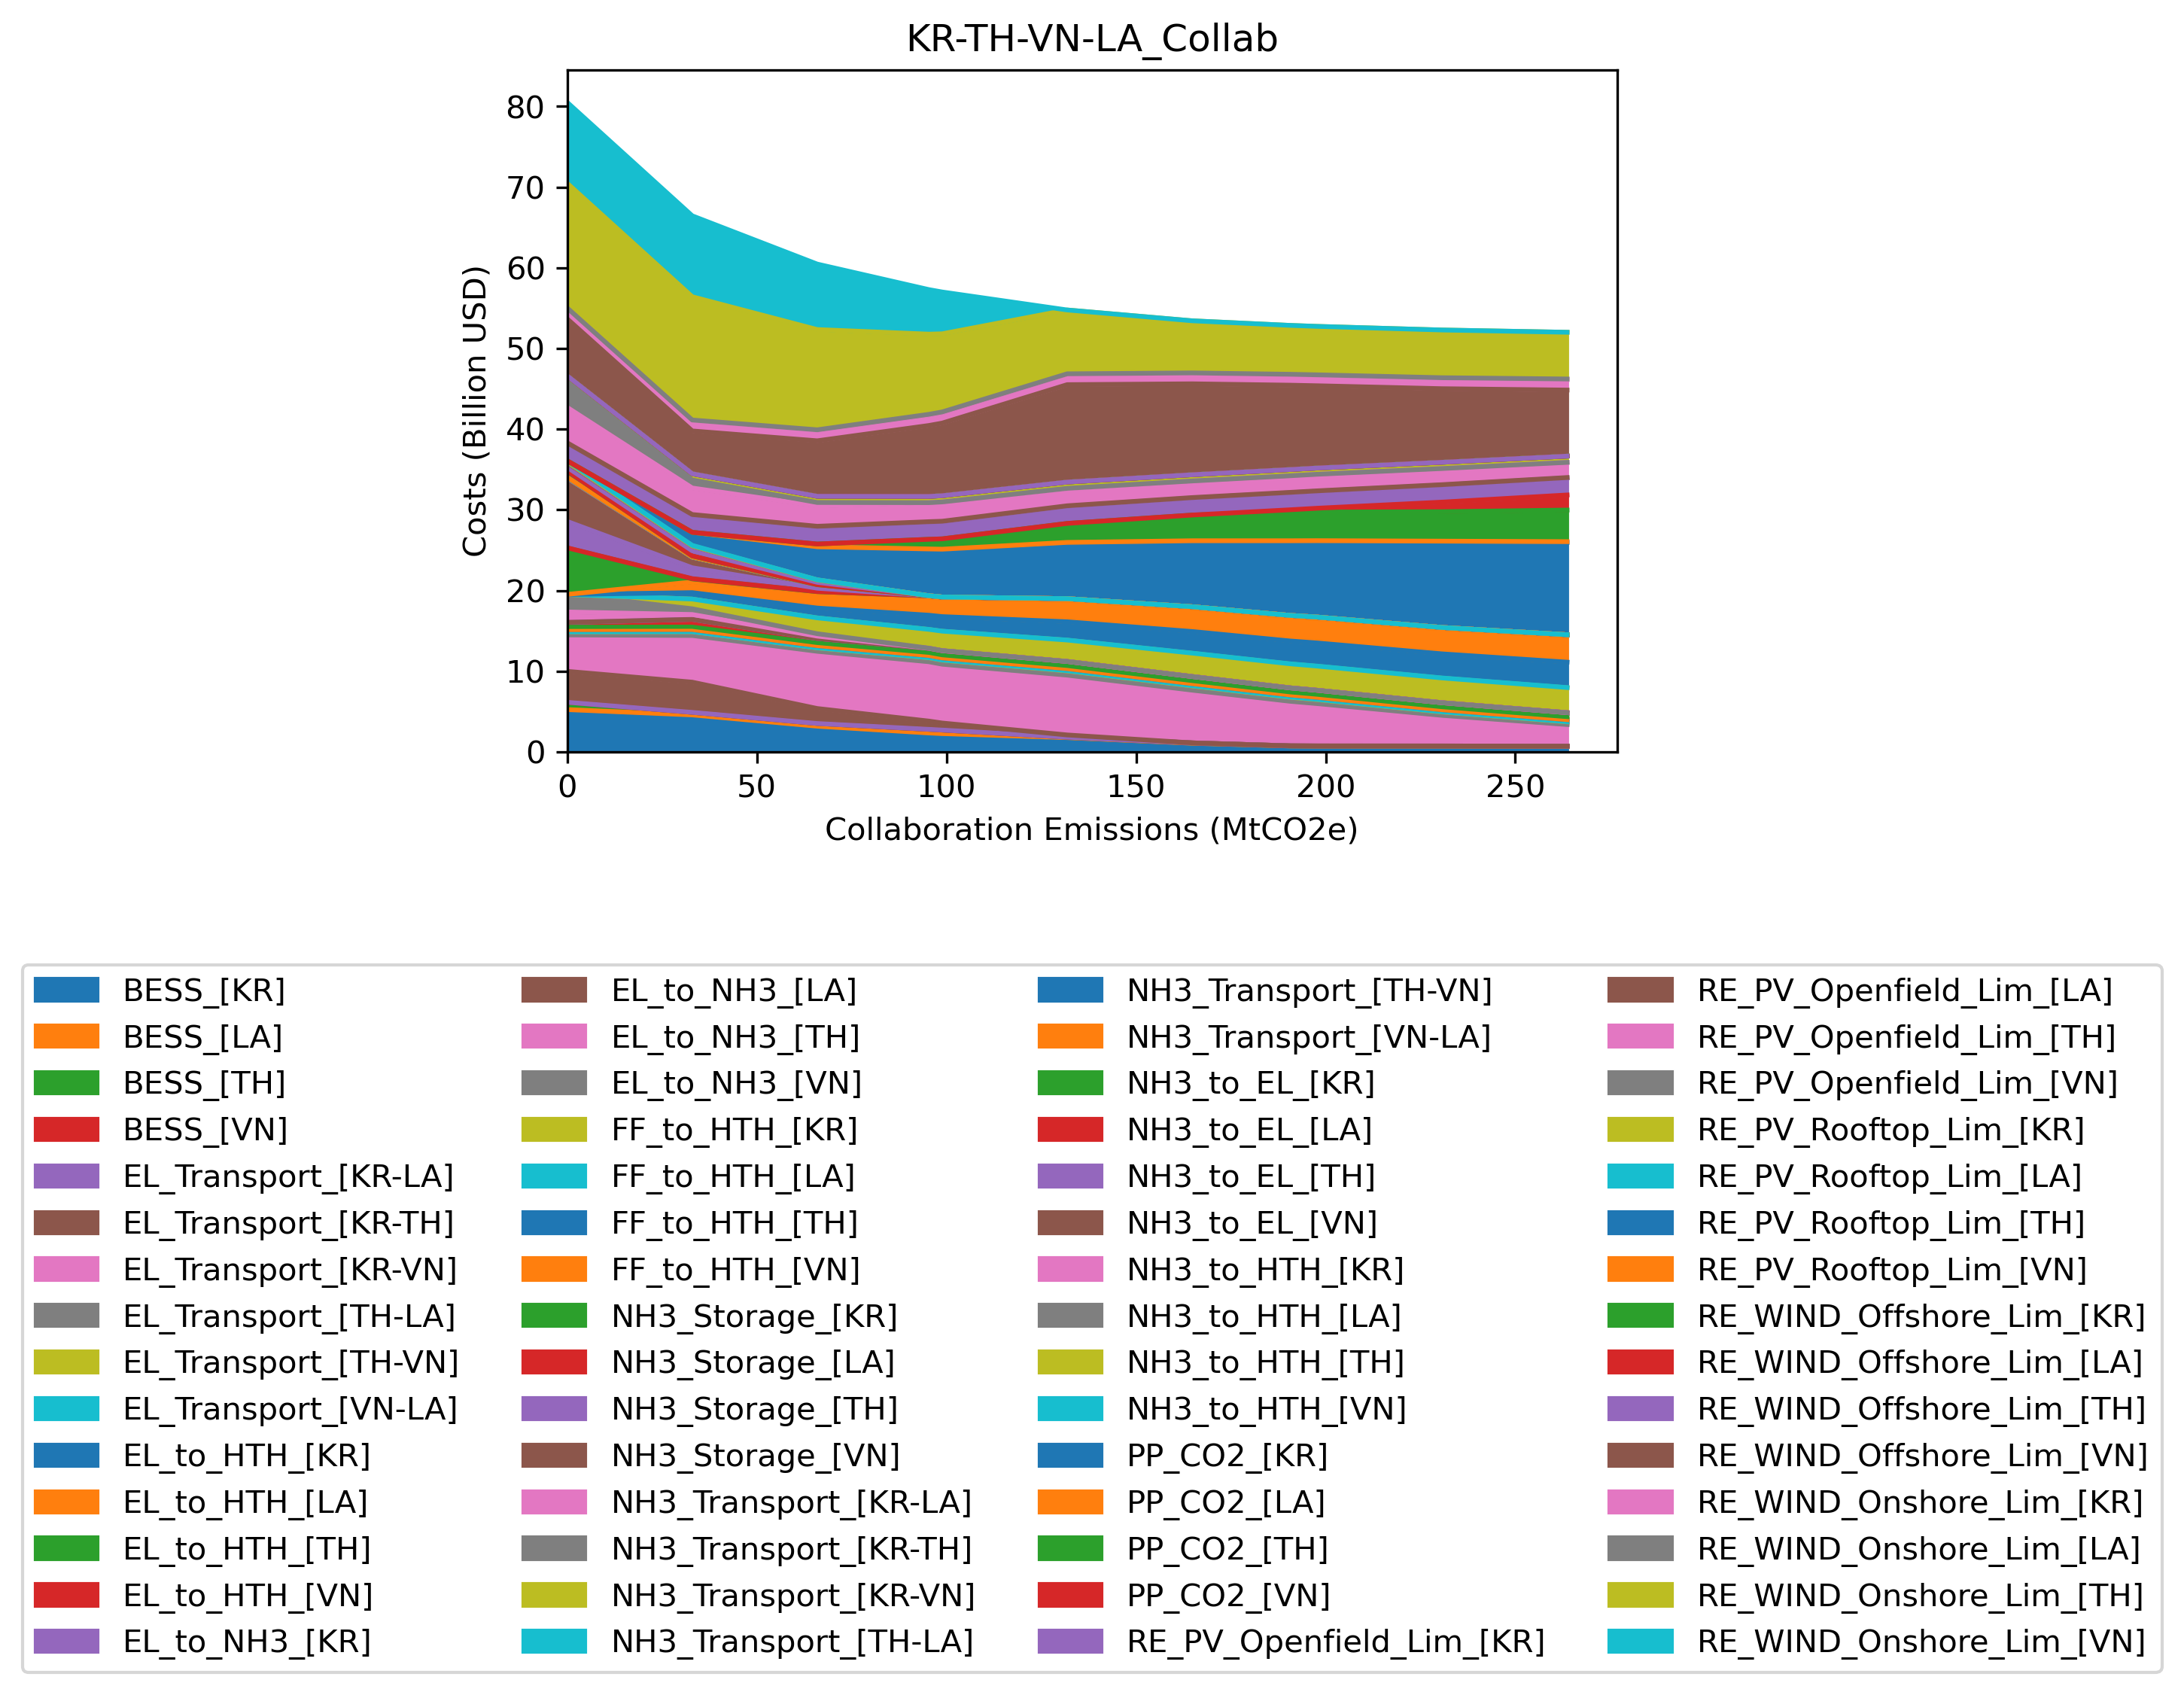 KR-TH-VN-LA_Collab
80
70
60
50
40
30
20
10
0
Costs (Billion USD)
0 50 100 150 200 250
Collaboration Emissions (MtCO2e)
BESS_[KR]
BESS_[LA]
BESS_[TH]
BESS_[VN]
EL_Transport_[KR-LA]
EL_Transport_[KR-TH]
EL_Transport_[KR-VN]
EL_Transport_[TH-LA]
EL_Transport_[TH-VN]
EL_Transport_[VN-LA]
EL_to_HTH_[KR]
EL_to_HTH_[LA]
EL_to_HTH_[TH]
EL_to_HTH_[VN]
EL_to_NH3_[KR]
EL_to_NH3_[LA]
EL_to_NH3_[TH]
EL_to_NH3_[VN]
FF_to_HTH_[KR]
FF_to_HTH_[LA]
FF_to_HTH_[TH]
FF_to_HTH_[VN]
NH3_Storage_[KR]
NH3_Storage_[LA]
NH3_Storage_[TH]
NH3_Storage_[VN]
NH3_Transport_[KR-LA]
NH3_Transport_[KR-TH]
NH3_Transport_[KR-VN]
NH3_Transport_[TH-LA]
NH3_Transport_[TH-VN]
NH3_Transport_[VN-LA]
NH3_to_EL_[KR]
NH3_to_EL_[LA]
NH3_to_EL_[TH]
NH3_to_EL_[VN]
NH3_to_HTH_[KR]
NH3_to_HTH_[LA]
NH3_to_HTH_[TH]
NH3_to_HTH_[VN]
PP_CO2_[KR]
PP_CO2_[LA]
PP_CO2_[TH]
PP_CO2_[VN]
RE_PV_Openfield_Lim_[KR]
RE_PV_Openfield_Lim_[LA]
RE_PV_Openfield_Lim_[TH]
RE_PV_Openfield_Lim_[VN]
RE_PV_Rooftop_Lim_[KR]
RE_PV_Rooftop_Lim_[LA]
RE_PV_Rooftop_Lim_[TH]
RE_PV_Rooftop_Lim_[VN]
RE_WIND_Offshore_Lim_[KR]
RE_WIND_Offshore_Lim_[LA]
RE_WIND_Offshore_Lim_[TH]
RE_WIND_Offshore_Lim_[VN]
RE_WIND_Onshore_Lim_[KR]
RE_WIND_Onshore_Lim_[LA]
RE_WIND_Onshore_Lim_[TH]
RE_WIND_Onshore_Lim_[VN]